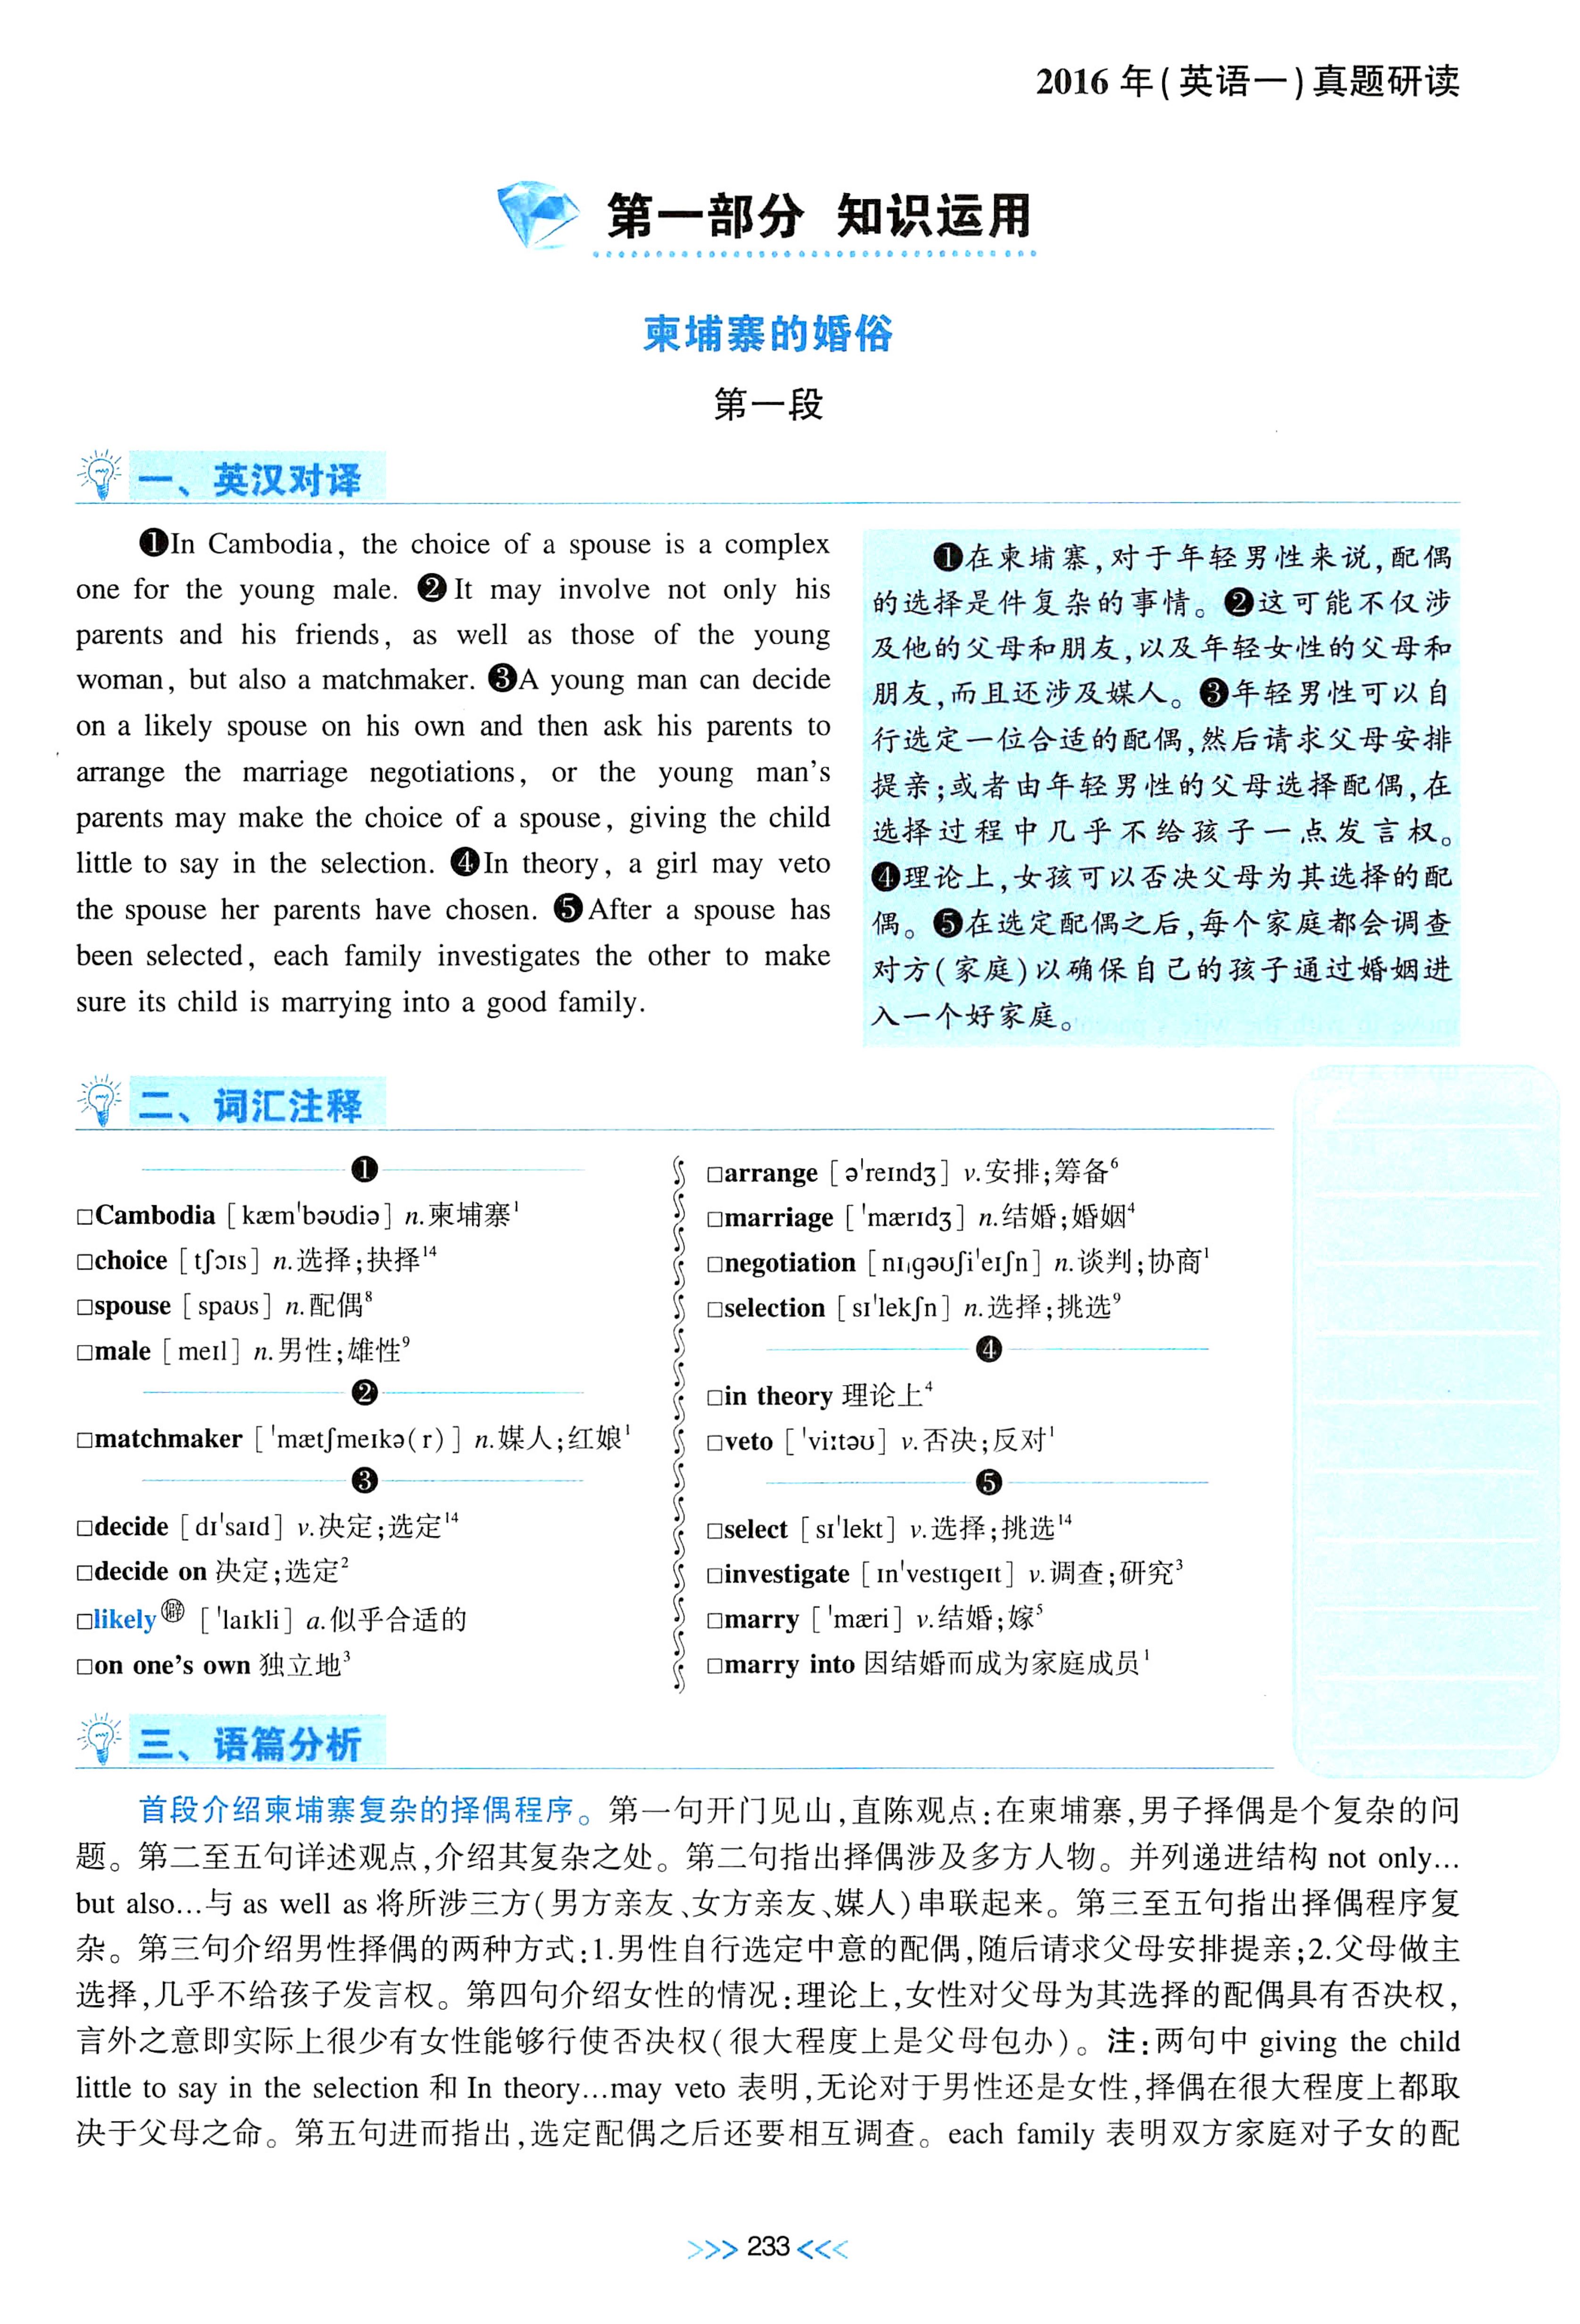 2016 年(英语一)真题研读
第一部分 知识运用
柬埔寨的婚俗
第一段
一、英汉对译
❶In Cambodia, the choice of a spouse is a complex
one for the young male. ❷It may involve not only his
parents and his friends, as well as those of the young
woman, but also a matchmaker. ❸A young man can decide
on a likely spouse on his own and then ask his parents to
arrange the marriage negotiations, or the young man's
parents may make the choice of a spouse, giving the child
little to say in the selection. ❹In theory, a girl may veto
the spouse her parents have chosen. ❺After a spouse has
been selected, each family investigates the other to make
sure its child is marrying into a good family.
❶在柬埔寨,对于年轻男性来说,配偶
的选择是件复杂的事情。❷这可能不仅涉
及他的父母和朋友,以及年轻女性的父母和
朋友,而且还涉及媒人。❸年轻男性可以自
行选定一位合适的配偶,然后请求父母安排
提亲;或者由年轻男性的父母选择配偶,在
选择过程中几乎不给孩子一点发言权。
❹理论上,女孩可以否决父母为其选择的配
偶。❺在选定配偶之后,每个家庭都会调查
对方(家庭)以确保自己的孩子通过婚姻进
入一个好家庭。
二、词汇注释
❶
□Cambodia [kæm'bəʊdiə] n.柬埔寨¹
□choice [tʃɔɪs] n.选择;抉择¹⁴
□spouse [spaʊs] n.配偶⁸
□male [meɪl] n.男性;雄性⁹
❷
□matchmaker ['mætʃmeɪkə(r)] n.媒人;红娘¹
❸
□decide [dɪ'saɪd] v.决定;选定¹⁴
□decide on 决定;选定²
□likely㊙ ['laɪkli] a.似乎合适的
□on one's own 独立地³
□arrange [ə'reɪndʒ] v.安排;筹备⁶
□marriage ['mærɪdʒ] n.结婚;婚姻⁴
□negotiation [nɪˌɡəʊʃi'eɪʃn] n.谈判;协商¹
□selection [sɪ'lekʃn] n.选择;挑选⁹
❹
□in theory 理论上⁴
□veto ['viːtəʊ] v.否决;反对¹
❺
□select [sɪ'lekt] v.选择;挑选¹⁴
□investigate [ɪn'vestɪɡeɪt] v.调查;研究³
□marry ['mæri] v.结婚;嫁⁵
□marry into 因结婚而成为家庭成员¹
三、语篇分析
首段介绍柬埔寨复杂的择偶程序。第一句开门见山,直陈观点:在柬埔寨,男子择偶是个复杂的问
题。第二至五句详述观点,介绍其复杂之处。第二句指出择偶涉及多方人物。并列递进结构 not only...
but also...与 as well as 将所涉三方(男方亲友、女方亲友、媒人)串联起来。第三至五句指出择偶程序复
杂。第三句介绍男性择偶的两种方式:1.男性自行选定中意的配偶,随后请求父母安排提亲;2.父母做主
选择,几乎不给孩子发言权。第四句介绍女性的情况:理论上,女性对父母为其选择的配偶具有否决权,
言外之意即实际上很少有女性能够行使否决权(很大程度上是父母包办)。注:两句中 giving the child
little to say in the selection 和 In theory...may veto 表明,无论对于男性还是女性,择偶在很大程度上都取
决于父母之命。第五句进而指出,选定配偶之后还要相互调查。each family 表明双方家庭对子女的配
>>> 233 <<<